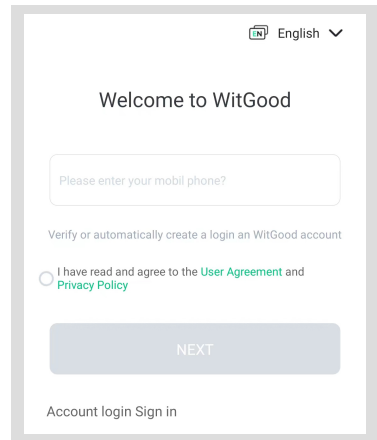 EN English
Welcome to WitGood
Please enter your mobil phone?
Verify or automatically create a login an WitGood account
I have read and agree to the User Agreement and
Privacy Policy
NEXT
Account login Sign in